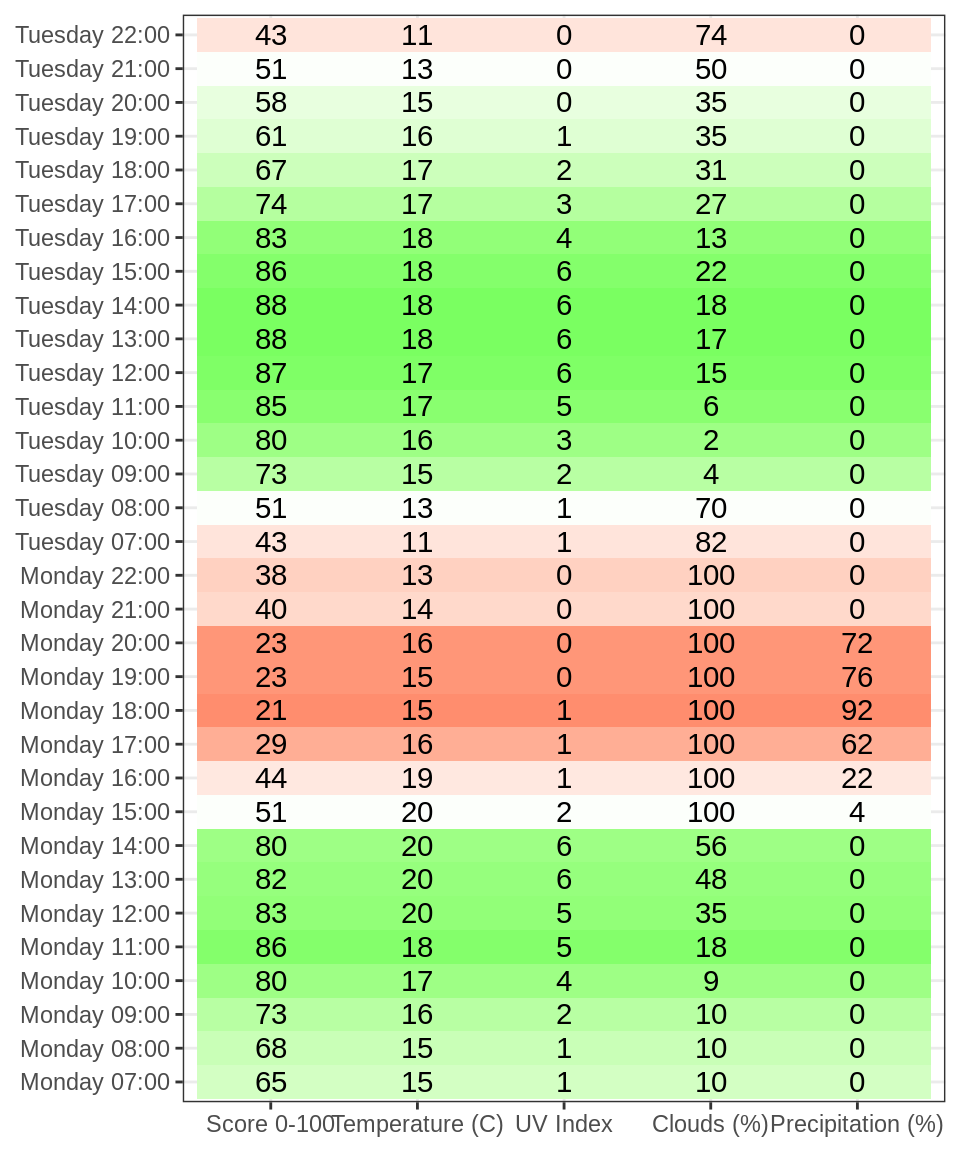 Tuesday 22:00 43 11 0 74 0
Tuesday 21:00 51 13 0 50 0
Tuesday 20:00 58 15 0 35 0
Tuesday 19:00 61 16 1 35 0
Tuesday 18:00 67 17 2 31 0
Tuesday 17:00 74 17 3 27 0
Tuesday 16:00 83 18 4 13 0
Tuesday 15:00 86 18 6 22 0
Tuesday 14:00 88 18 6 18 0
Tuesday 13:00 88 18 6 17 0
Tuesday 12:00 87 17 6 15 0
Tuesday 11:00 85 17 5 6 0
Tuesday 10:00 80 16 3 2 0
Tuesday 09:00 73 15 2 4 0
Tuesday 08:00 51 13 1 70 0
Tuesday 07:00 43 11 1 82 0
Monday 22:00 38 13 0 100 0
Monday 21:00 40 14 0 100 0
Monday 20:00 23 16 0 100 72
Monday 19:00 23 15 0 100 76
Monday 18:00 21 15 1 100 92
Monday 17:00 29 16 1 100 62
Monday 16:00 44 19 1 100 22
Monday 15:00 51 20 2 100 4
Monday 14:00 80 20 6 56 0
Monday 13:00 82 20 6 48 0
Monday 12:00 83 20 5 35 0
Monday 11:00 86 18 5 18 0
Monday 10:00 80 17 4 9 0
Monday 09:00 73 16 2 10 0
Monday 08:00 68 15 1 10 0
Monday 07:00 65 15 1 10 0
Score 0-100 Temperature (C) UV Index Clouds (%) Precipitation (%)